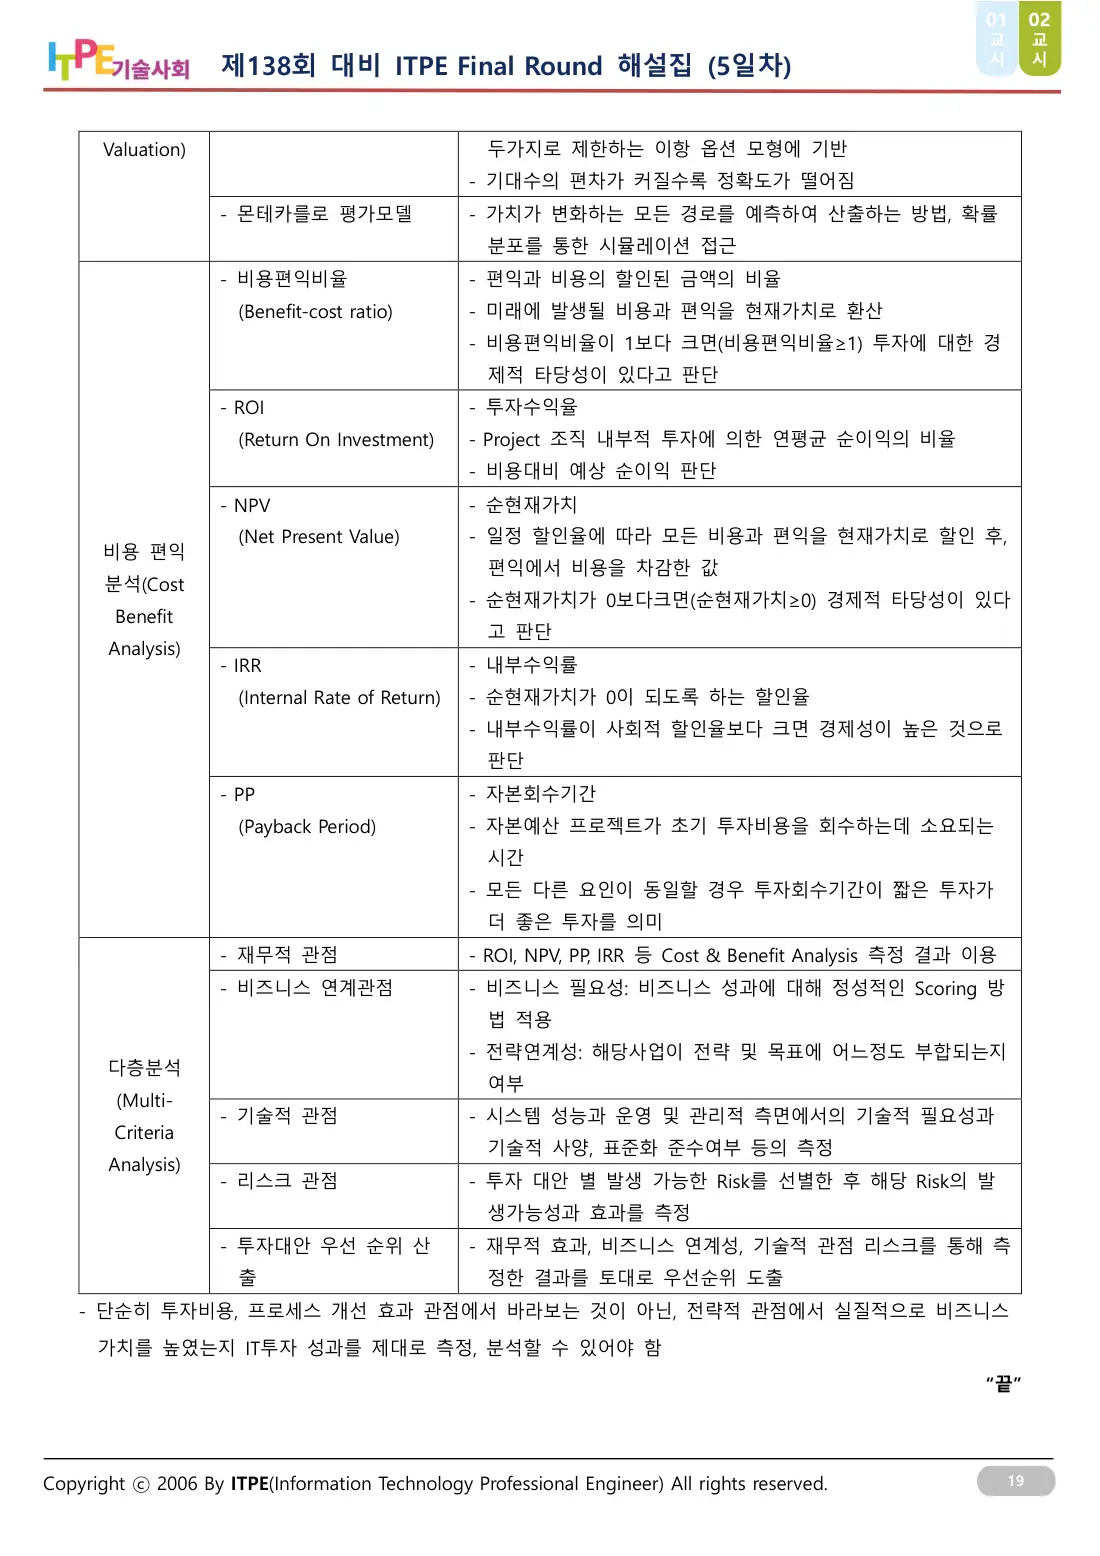 ITPE기술사회 제138회 대비 ITPE Final Round 해설집 (5일차)
01 교시
02 교시
Valuation)
두가지로 제한하는 이항 옵션 모형에 기반
- 기대수의 편차가 커질수록 정확도가 떨어짐
- 몬테카를로 평가모델
- 가치가 변화하는 모든 경로를 예측하여 산출하는 방법, 확률
분포를 통한 시뮬레이션 접근
비용 편익
분석(Cost
Benefit
Analysis)
- 비용편익비율
(Benefit-cost ratio)
- 편익과 비용의 할인된 금액의 비율
- 미래에 발생될 비용과 편익을 현재가치로 환산
- 비용편익비율이 1보다 크면(비용편익비율≥1) 투자에 대한 경
제적 타당성이 있다고 판단
- ROI
(Return On Investment)
- 투자수익율
- Project 조직 내부적 투자에 의한 연평균 순이익의 비율
- 비용대비 예상 순이익 판단
- NPV
(Net Present Value)
- 순현재가치
- 일정 할인율에 따라 모든 비용과 편익을 현재가치로 할인 후,
편익에서 비용을 차감한 값
- 순현재가치가 0보다크면(순현재가치≥0) 경제적 타당성이 있다
고 판단
- IRR
(Internal Rate of Return)
- 내부수익률
- 순현재가치가 0이 되도록 하는 할인율
- 내부수익률이 사회적 할인율보다 크면 경제성이 높은 것으로
판단
- PP
(Payback Period)
- 자본회수기간
- 자본예산 프로젝트가 초기 투자비용을 회수하는데 소요되는
시간
- 모든 다른 요인이 동일할 경우 투자회수기간이 짧은 투자가
더 좋은 투자를 의미
다층분석
(Multi-
Criteria
Analysis)
- 재무적 관점
- ROI, NPV, PP, IRR 등 Cost & Benefit Analysis 측정 결과 이용
- 비즈니스 연계관점
- 비즈니스 필요성: 비즈니스 성과에 대해 정성적인 Scoring 방
법 적용
- 전략연계성: 해당사업이 전략 및 목표에 어느정도 부합되는지
여부
- 기술적 관점
- 시스템 성능과 운영 및 관리적 측면에서의 기술적 필요성과
기술적 사양, 표준화 준수여부 등의 측정
- 리스크 관점
- 투자 대안 별 발생 가능한 Risk를 선별한 후 해당 Risk의 발
생가능성과 효과를 측정
- 투자대안 우선 순위 산
출
- 재무적 효과, 비즈니스 연계성, 기술적 관점 리스크를 통해 측
정한 결과를 토대로 우선순위 도출
- 단순히 투자비용, 프로세스 개선 효과 관점에서 바라보는 것이 아닌, 전략적 관점에서 실질적으로 비즈니스
가치를 높였는지 IT투자 성과를 제대로 측정, 분석할 수 있어야 함
“끝”
Copyright ⓒ 2006 By ITPE(Information Technology Professional Engineer) All rights reserved.
19